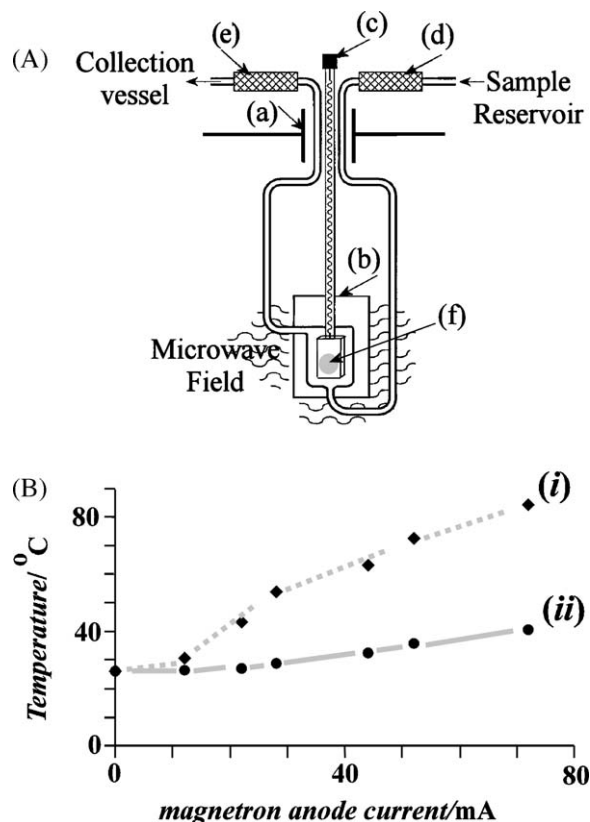 (A)
(e)
(c)
(d)
Collection
vessel
(a)
Sample
Reservoir
(b)
(f)
Microwave
Field
(B)
80
40
0
Temperature/°C
(i)
(ii)
0
40
80
magnetron anode current/mA